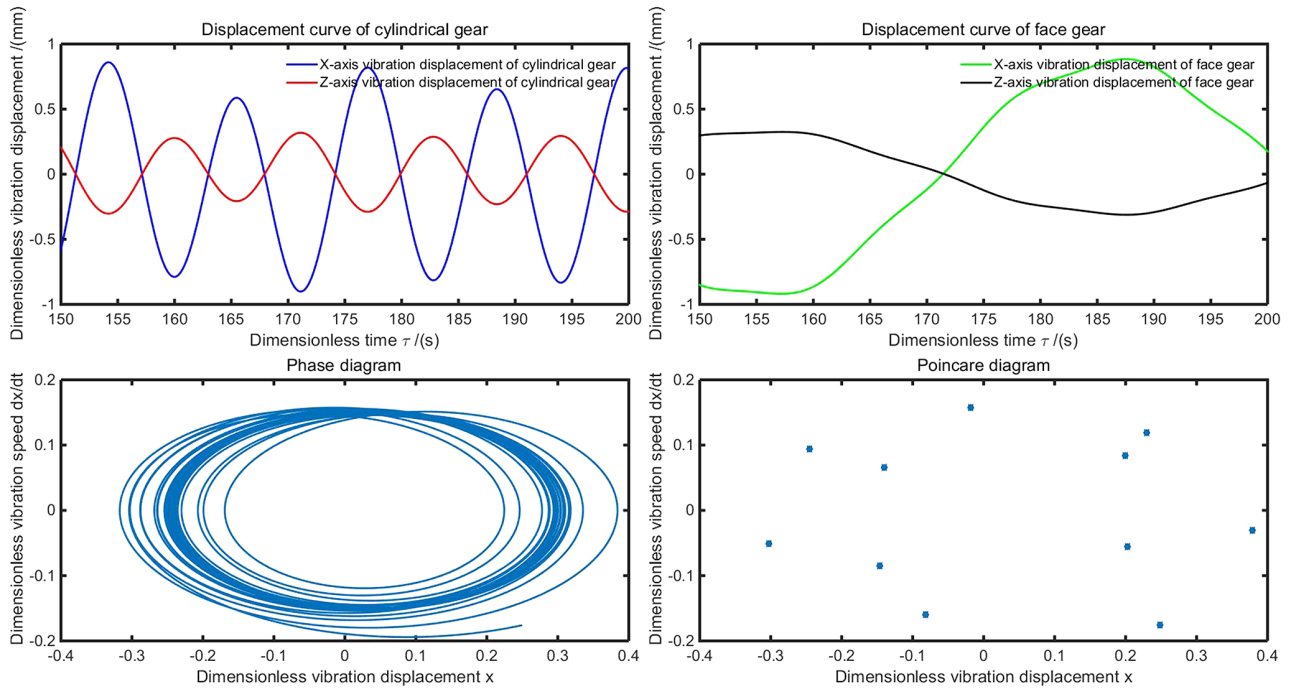 Displacement curve of cylindrical gear
Dimensionless vibration displacement /(mm)
1
0.5
0
-0.5
-1
X-axis vibration displacement of cylindrical gear
Z-axis vibration displacement of cylindrical gear
150 155 160 165 170 175 180 185 190 195 200
Dimensionless time τ /(s)
Displacement curve of face gear
Dimensionless vibration displacement /(mm)
1
0.5
0
-0.5
-1
X-axis vibration displacement of face gear
Z-axis vibration displacement of face gear
150 155 160 165 170 175 180 185 190 195 200
Dimensionless time τ /(s)
Phase diagram
Dimensionless vibration speed dx/dt
0.2
0.1
0
-0.1
-0.2
-0.4 -0.3 -0.2 -0.1 0 0.1 0.2 0.3 0.4
Dimensionless vibration displacement x
Poincare diagram
Dimensionless vibration speed dx/dt
0.2
0.1
0
-0.1
-0.2
-0.4 -0.3 -0.2 -0.1 0 0.1 0.2 0.3 0.4
Dimensionless vibration displacement x